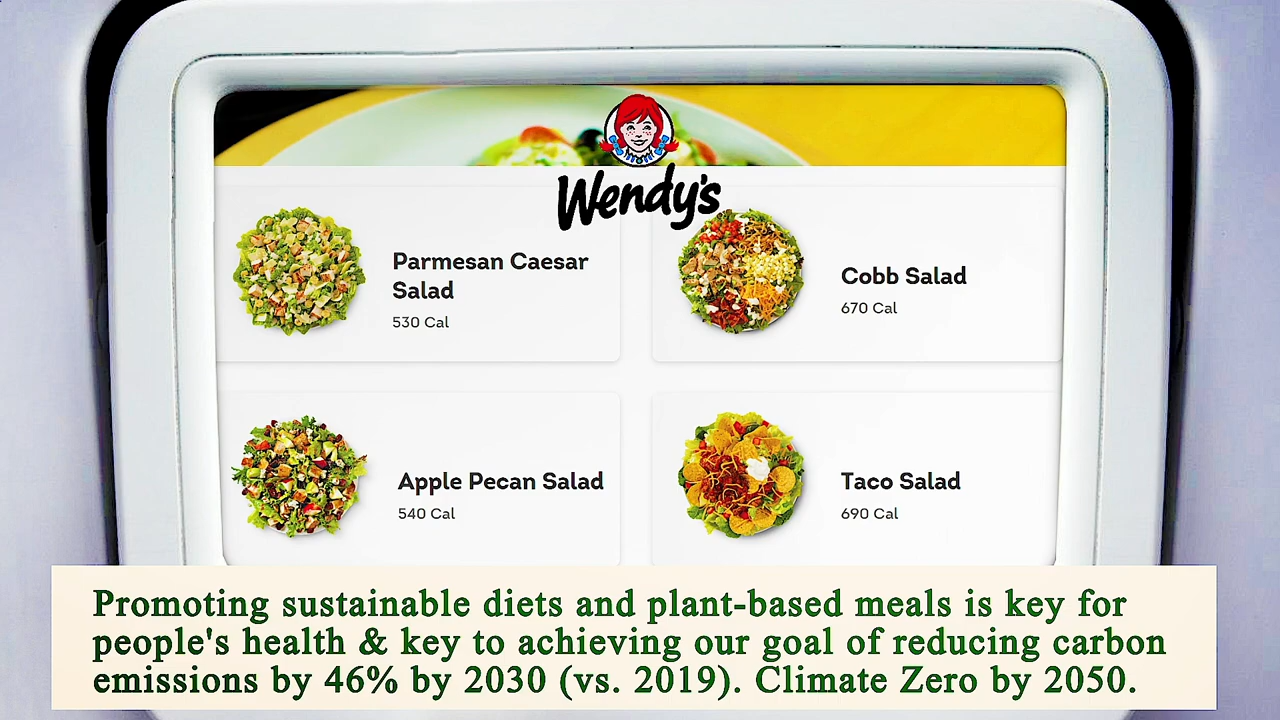 Wendy's
Parmesan Caesar
Salad
530 Cal
Cobb Salad
670 Cal
Apple Pecan Salad
540 Cal
Taco Salad
690 Cal
Promoting sustainable diets and plant-based meals is key for
people's health & key to achieving our goal of reducing carbon
emissions by 46% by 2030 (vs. 2019). Climate Zero by 2050.